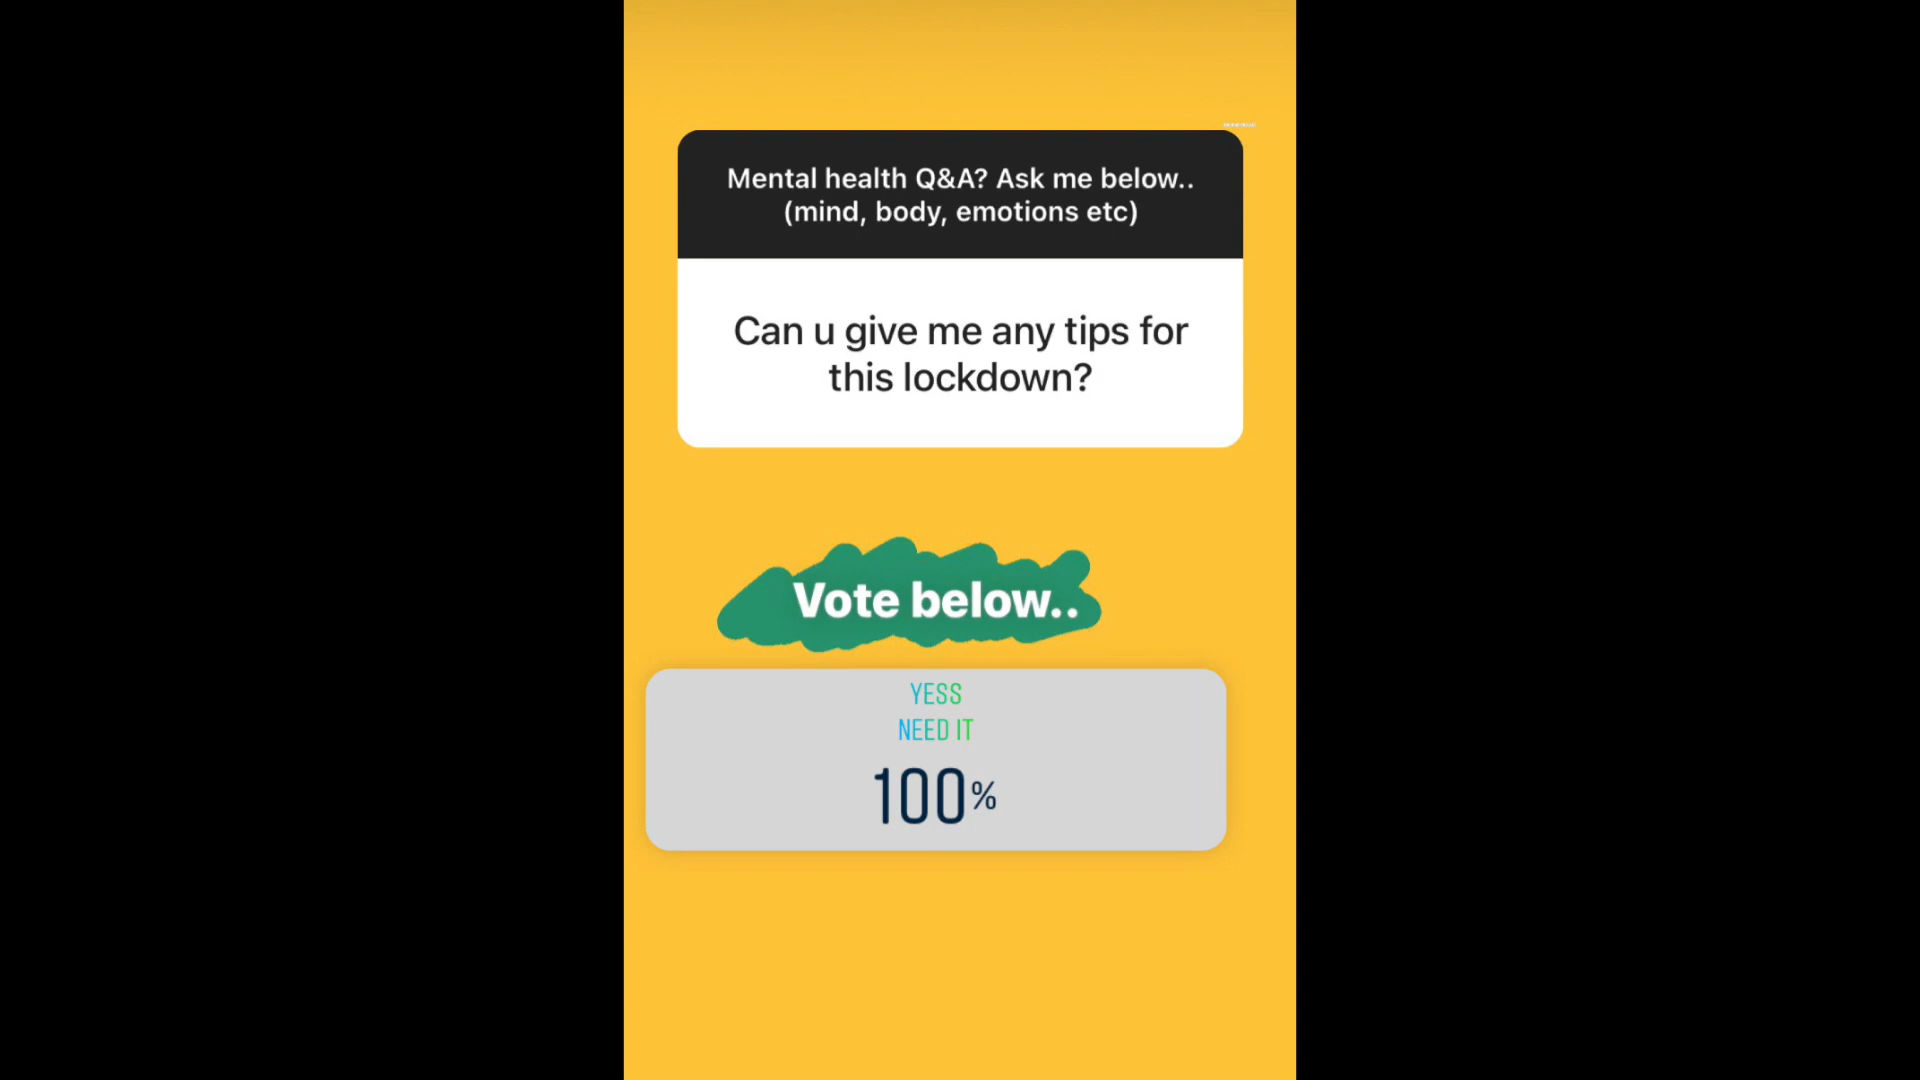 Mental health Q&A? Ask me below..
(mind, body, emotions etc)
Can u give me any tips for
this lockdown?
Vote below..
YESS
NEED IT
100%